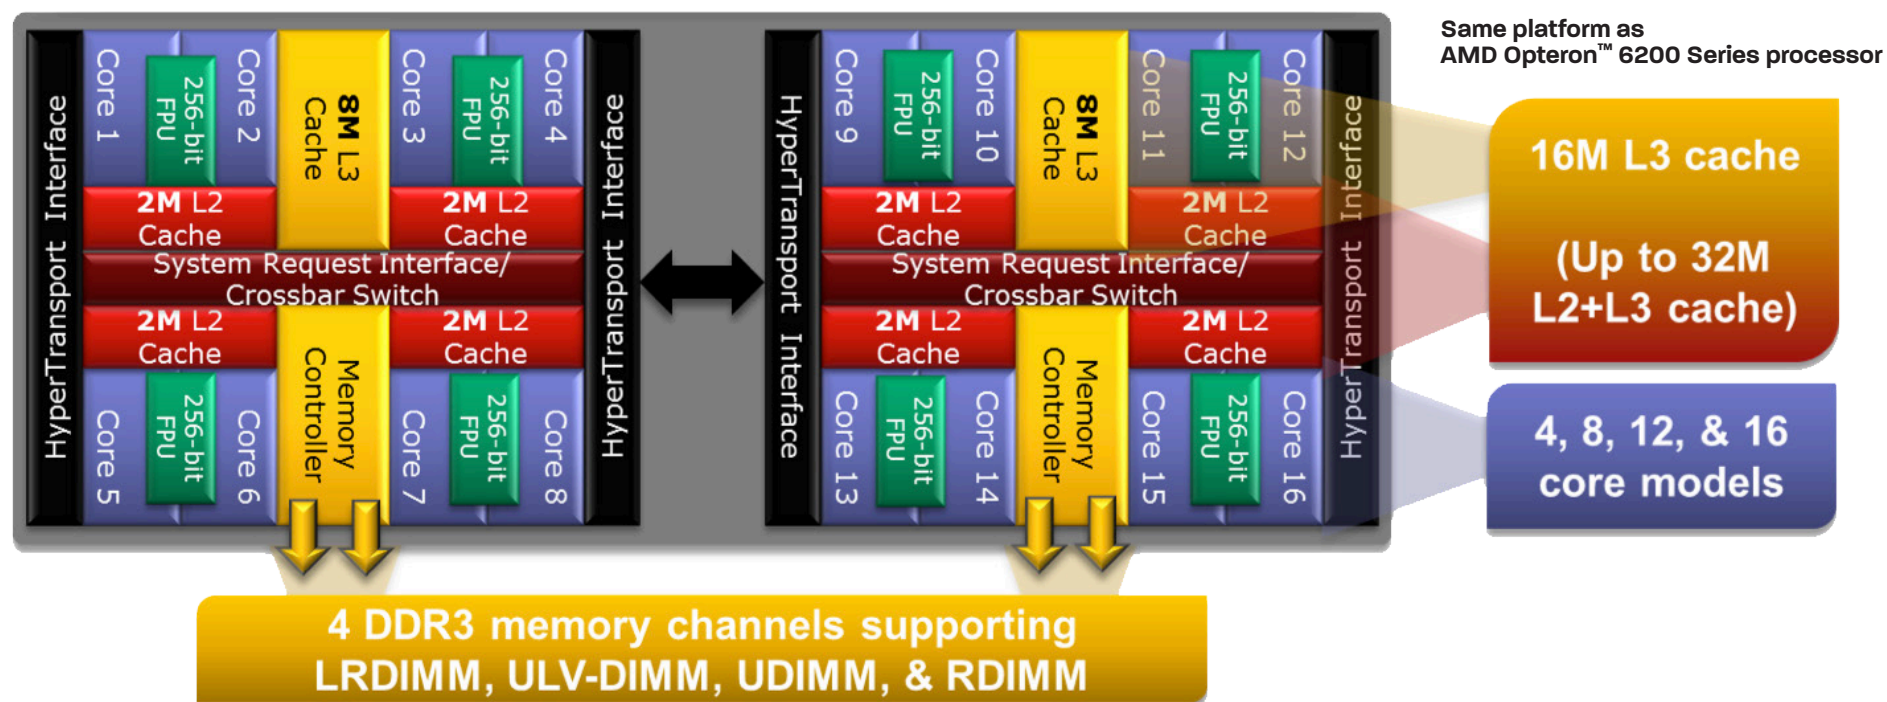 Same platform as
AMD Opteron™ 6200 Series processor
HyperTransport Interface
Core 1
256-bit
FPU
Core 2
8M L3
Cache
Core 3
256-bit
FPU
Core 4
HyperTransport Interface
2M L2
Cache
2M L2
Cache
System Request Interface/
Crossbar Switch
2M L2
Cache
2M L2
Cache
Core 5
256-bit
FPU
Core 6
Memory
Controller
Core 7
256-bit
FPU
Core 8
HyperTransport Interface
Core 9
256-bit
FPU
Core 10
8M L3
Cache
Core 11
256-bit
FPU
Core 12
HyperTransport Interface
2M L2
Cache
2M L2
Cache
System Request Interface/
Crossbar Switch
2M L2
Cache
2M L2
Cache
Core 13
256-bit
FPU
Core 14
Memory
Controller
Core 15
256-bit
FPU
Core 16
16M L3 cache
(Up to 32M
L2+L3 cache)
4, 8, 12, & 16
core models
4 DDR3 memory channels supporting
LRDIMM, ULV-DIMM, UDIMM, & RDIMM